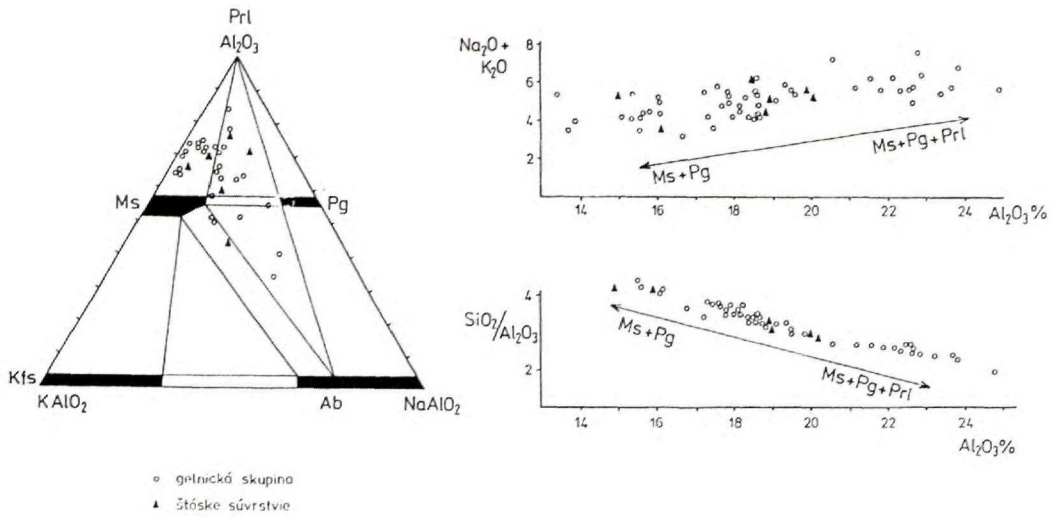 Prl
Al₂O₃
Ms
Pg
Kfs
KAlO₂
Ab
NaAlO₂
Na₂O+
K₂O
8
6
4
2
Ms+Pg
Ms+Pg+Prl
14
16
18
20
22
24
Al₂O₃%
SiO₂/Al₂O₃
4
2
Ms+Pg
Ms+Pg+Prl
14
16
18
20
22
24
Al₂O₃%
gelnická skupina
štóske súvrstvie